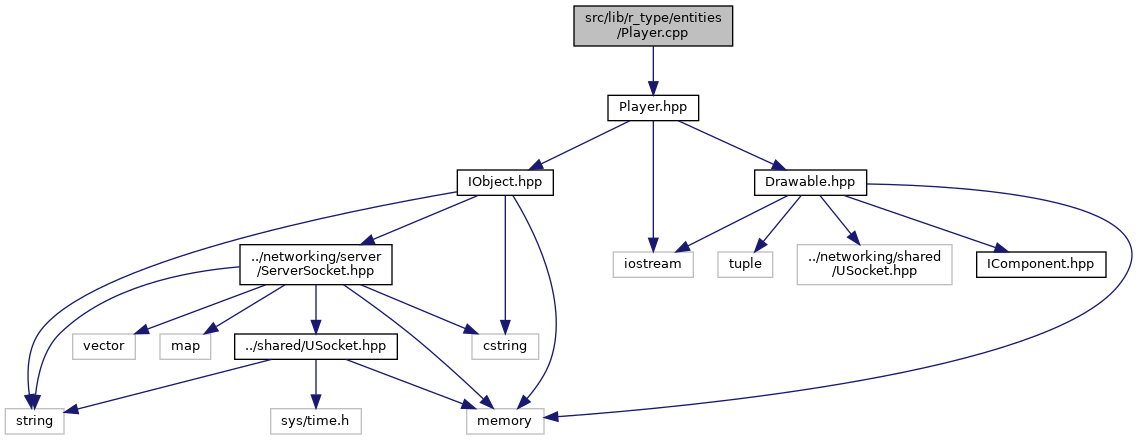 src/lib/r_type/entities
/Player.cpp
Player.hpp
IObject.hpp
Drawable.hpp
../networking/server
/ServerSocket.hpp
iostream
tuple
../networking/shared
/USocket.hpp
IComponent.hpp
vector
map
../shared/USocket.hpp
cstring
string
sys/time.h
memory